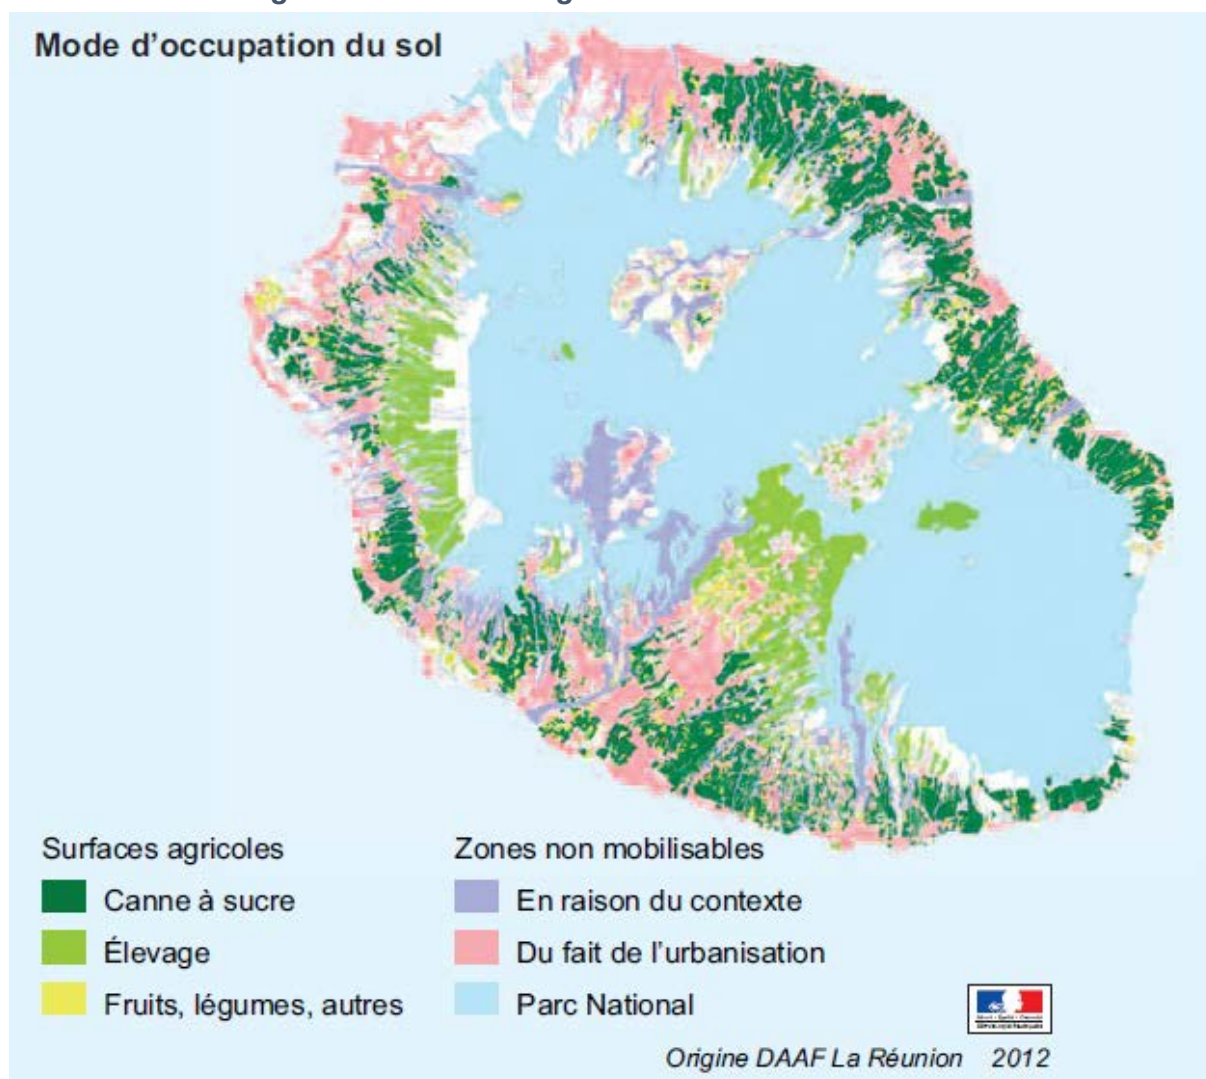 Mode d'occupation du sol
Surfaces agricoles
Canne à sucre
Élevage
Fruits, légumes, autres
Zones non mobilisables
En raison du contexte
Du fait de l'urbanisation
Parc National
Origine DAAF La Réunion 2012